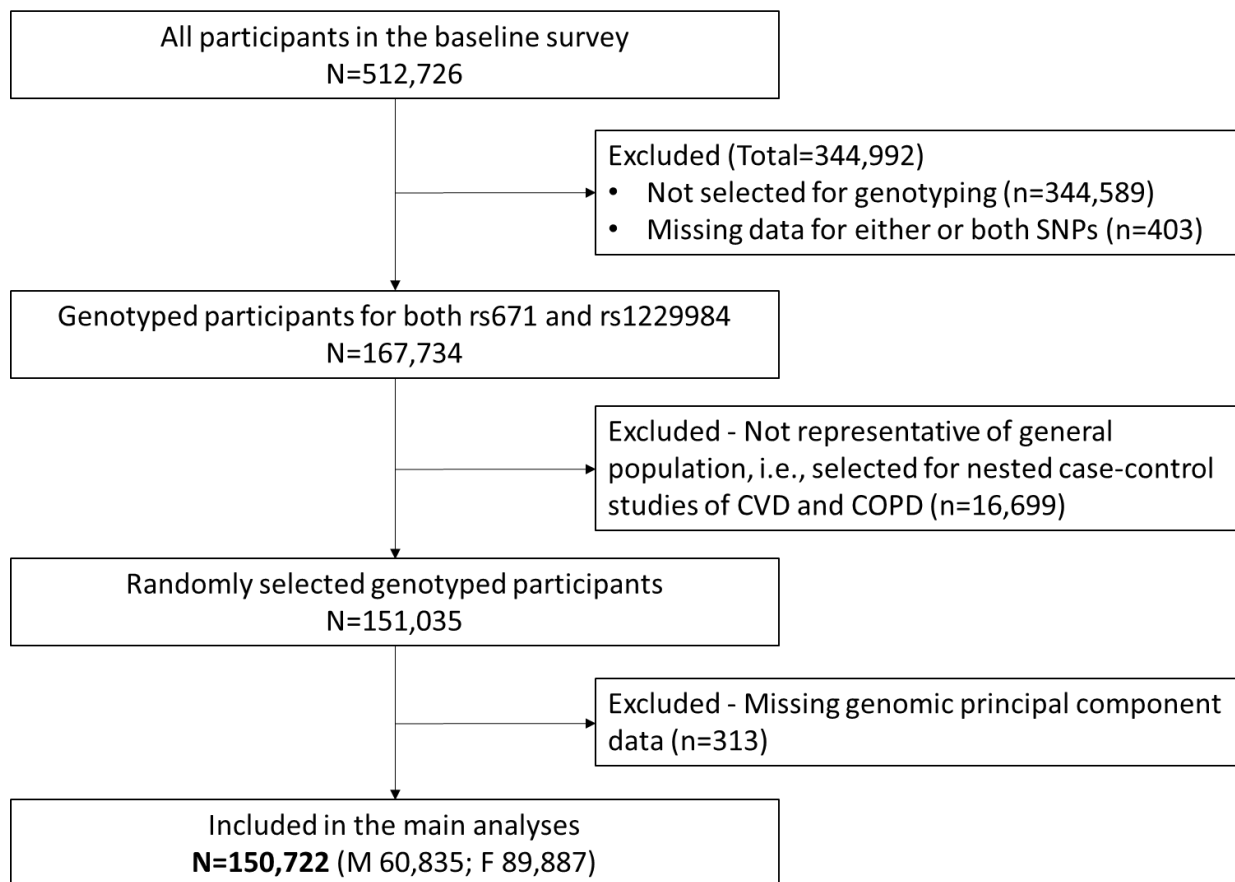 All participants in the baseline survey
N=512,726
Excluded (Total=344,992)
• Not selected for genotyping (n=344,589)
• Missing data for either or both SNPs (n=403)
Genotyped participants for both rs671 and rs1229984
N=167,734
Excluded - Not representative of general
population, i.e., selected for nested case-control
studies of CVD and COPD (n=16,699)
Randomly selected genotyped participants
N=151,035
Excluded - Missing genomic principal component
data (n=313)
Included in the main analyses
N=150,722 (M 60,835; F 89,887)